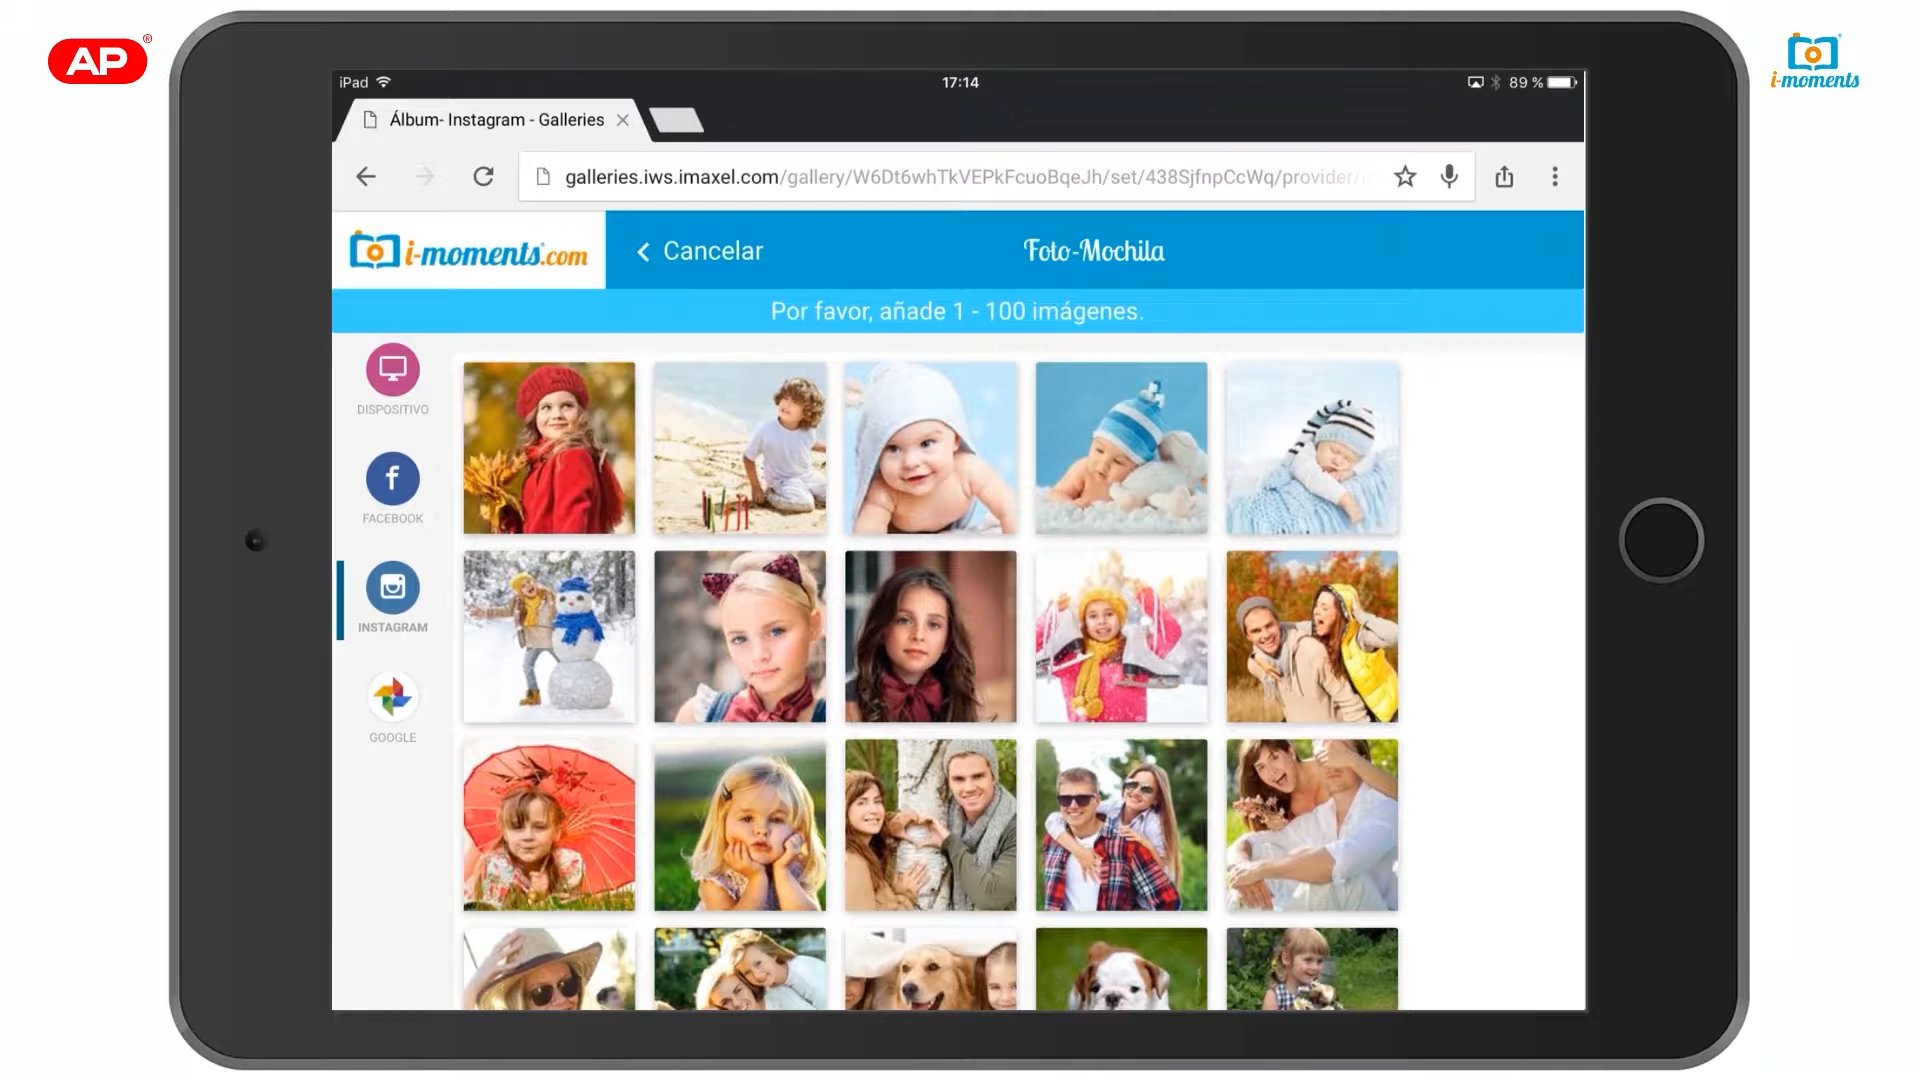 AP®
i-moments
iPad
17:14
89 %
Álbum- Instagram - Galleries
galleries.iws.imaxel.com/gallery/W6Dt6whTkVEPkFcuoBqeJh/set/438SjfnpCcWq/provider/
i-moments.com
Cancelar
Foto-Mochila
Por favor, añade 1 - 100 imágenes.
DISPOSITIVO
FACEBOOK
INSTAGRAM
GOOGLE